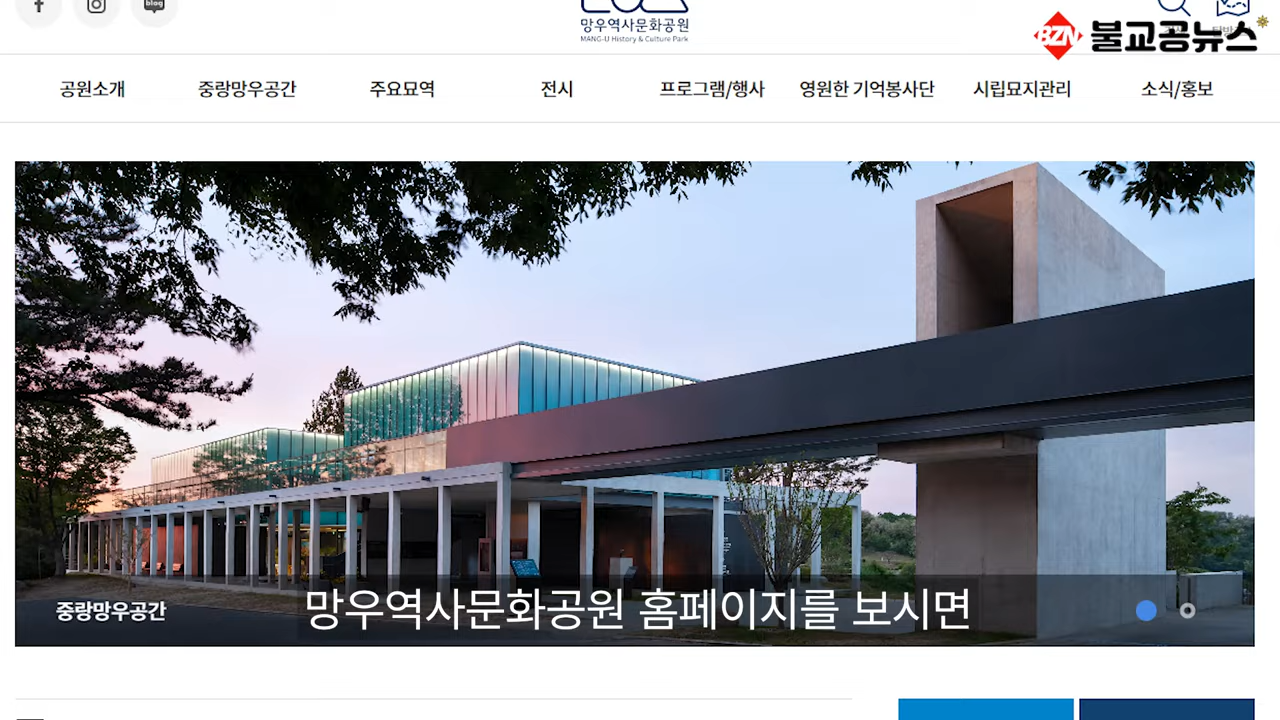 blog
망우역사문화공원
MANG-U History & Culture Park
BZN 불교공뉴스
공원소개 중랑망우공간 주요묘역 전시 프로그램/행사 영원한 기억봉사단 시립묘지관리 소식/홍보
중랑망우공간
망우역사문화공원 홈페이지를 보시면